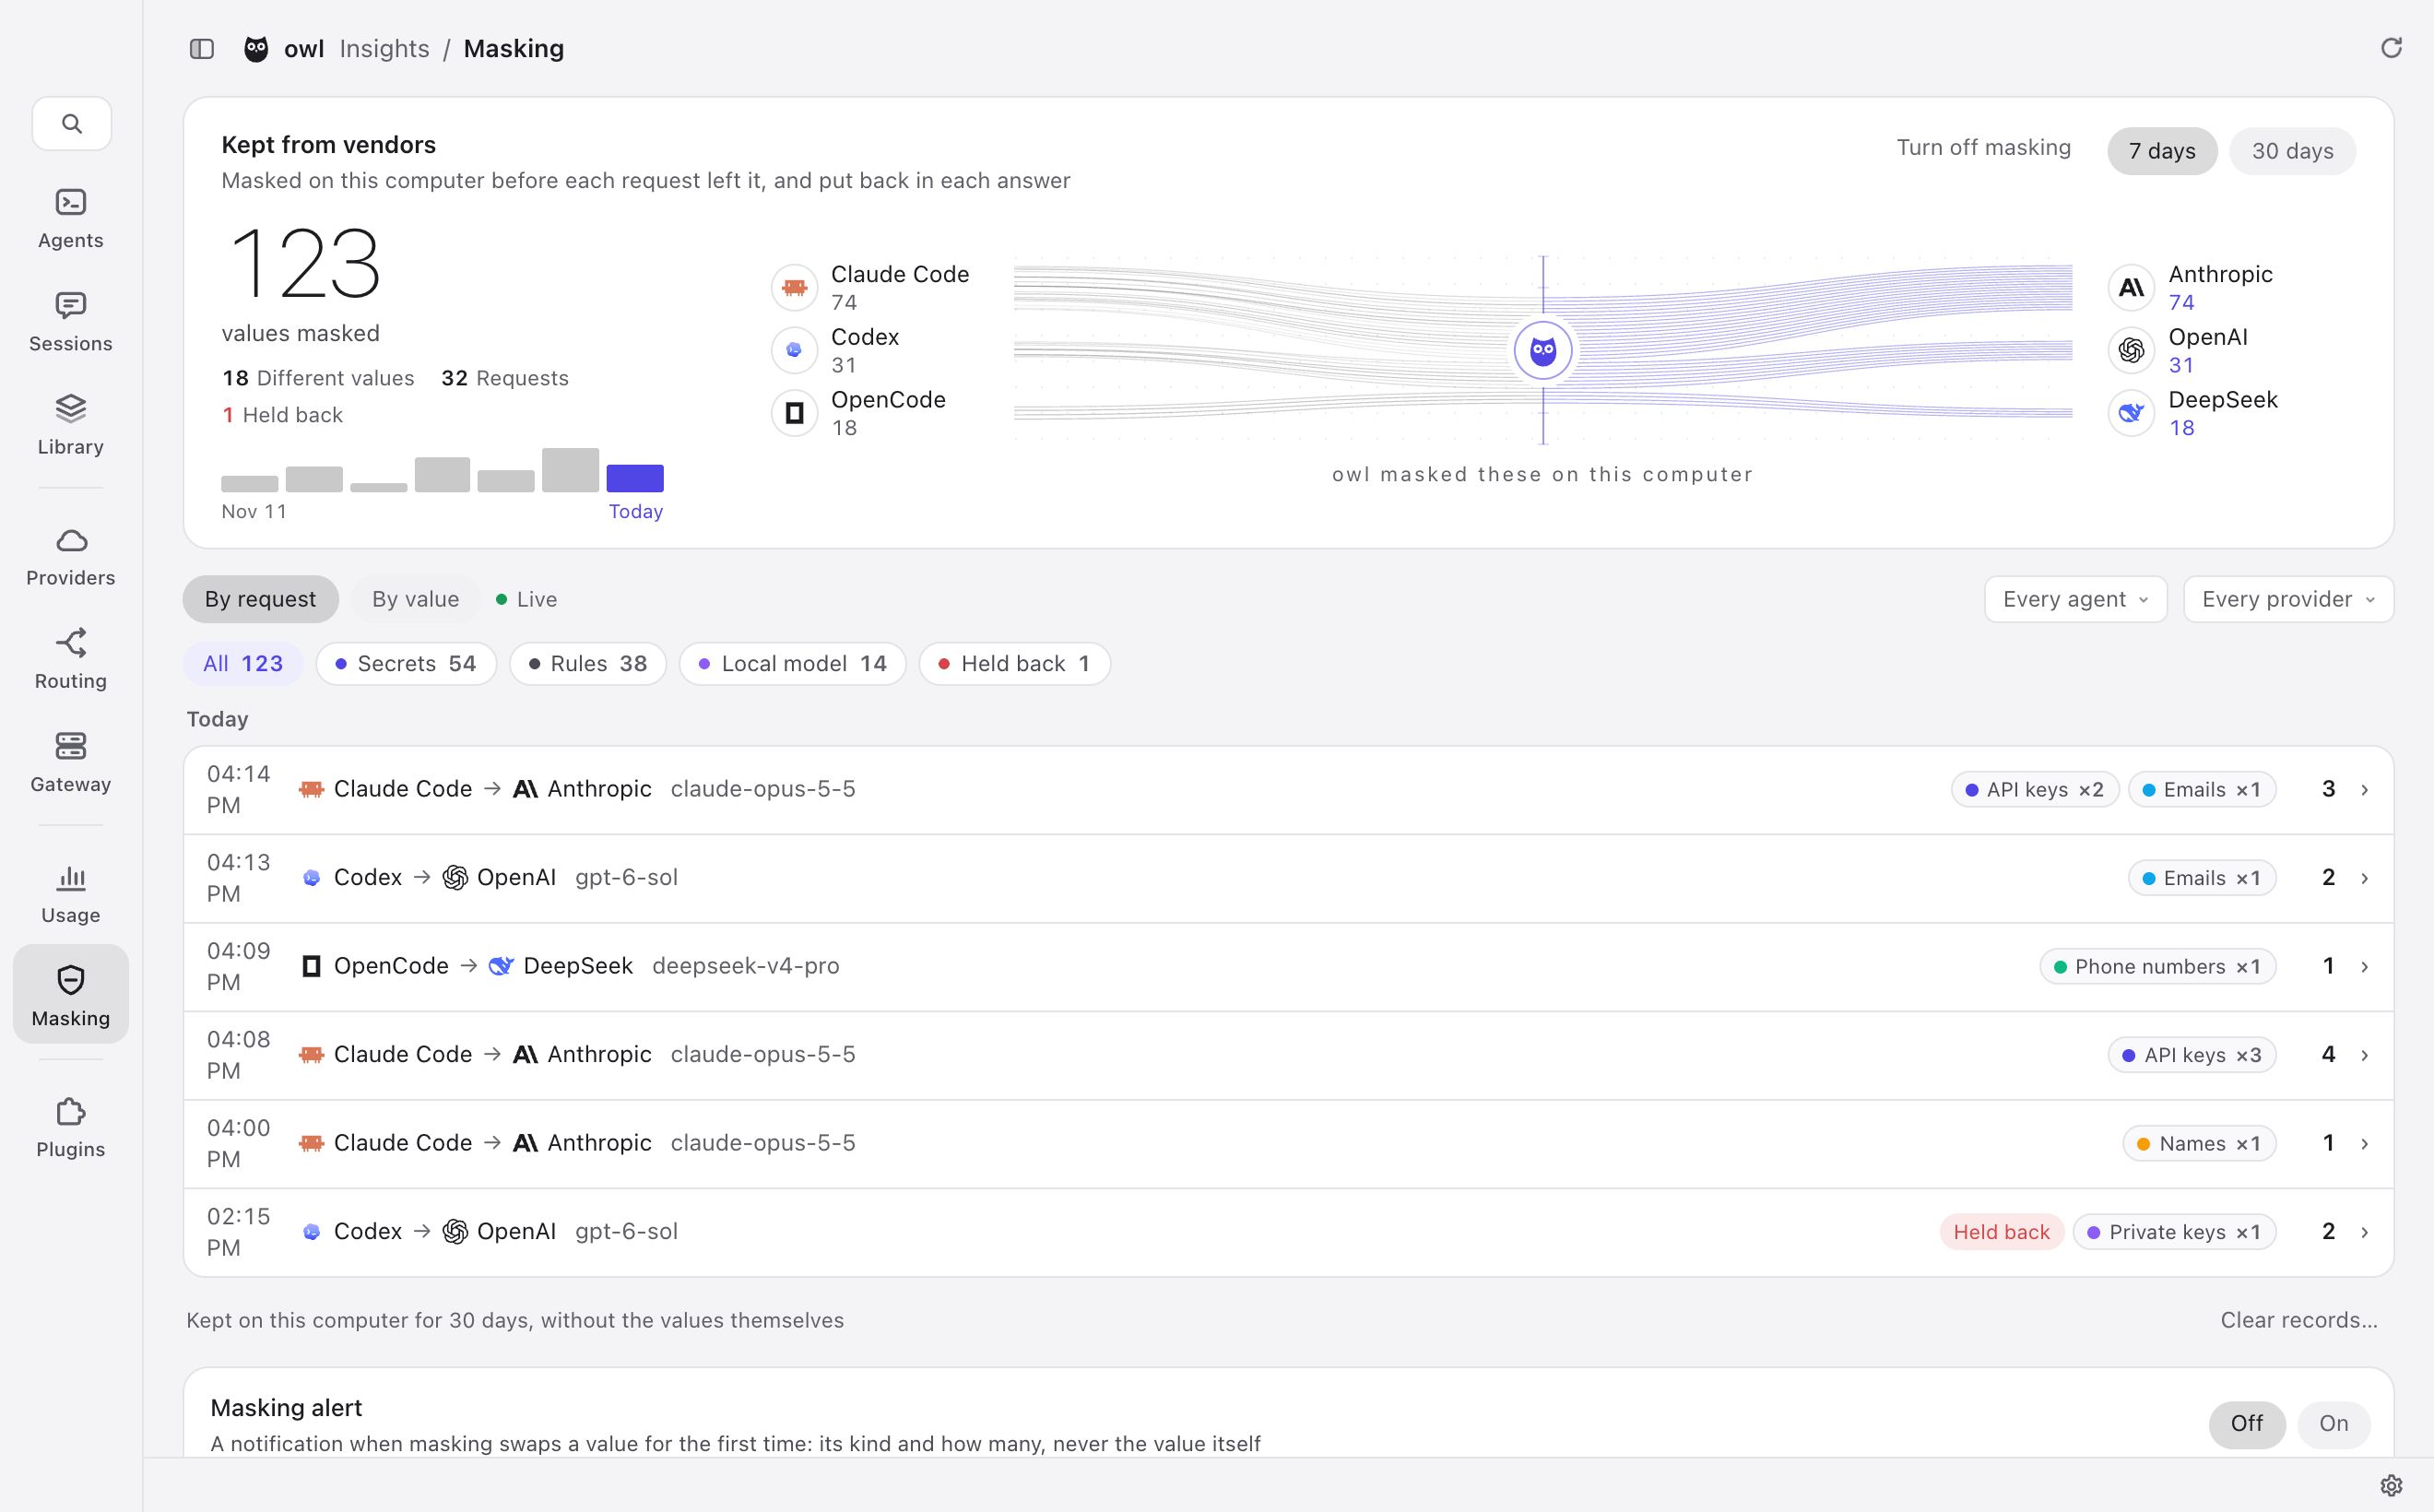 owl Insights / Masking
Agents
Sessions
Library
Providers
Routing
Gateway
Usage
Masking
Plugins
Kept from vendors
Masked on this computer before each request left it, and put back in each answer
Turn off masking
7 days
30 days
123
values masked
18 Different values 32 Requests
1 Held back
Nov 11
Today
Claude Code
74
Codex
31
OpenCode
18
Anthropic
74
OpenAI
31
DeepSeek
18
owl masked these on this computer
By request By value Live
Every agent Every provider
All 123 Secrets 54 Rules 38 Local model 14 Held back 1
Today
04:14 PM Claude Code → Anthropic claude-opus-5-5 API keys ×2 Emails ×1 3
04:13 PM Codex → OpenAI gpt-6-sol Emails ×1 2
04:09 PM OpenCode → DeepSeek deepseek-v4-pro Phone numbers ×1 1
04:08 PM Claude Code → Anthropic claude-opus-5-5 API keys ×3 4
04:00 PM Claude Code → Anthropic claude-opus-5-5 Names ×1 1
02:15 PM Codex → OpenAI gpt-6-sol Held back Private keys ×1 2
Kept on this computer for 30 days, without the values themselves
Clear records...
Masking alert
A notification when masking swaps a value for the first time: its kind and how many, never the value itself
Off On